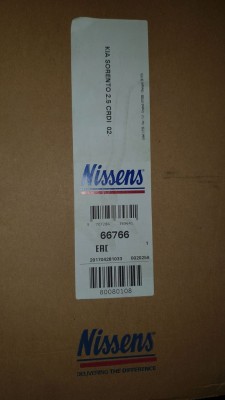 KIA SORENTO 2.5 CRDI 02
Nissens
66766
EAC
80080108
Nissens
DELIVERING THE DIFFERENCE